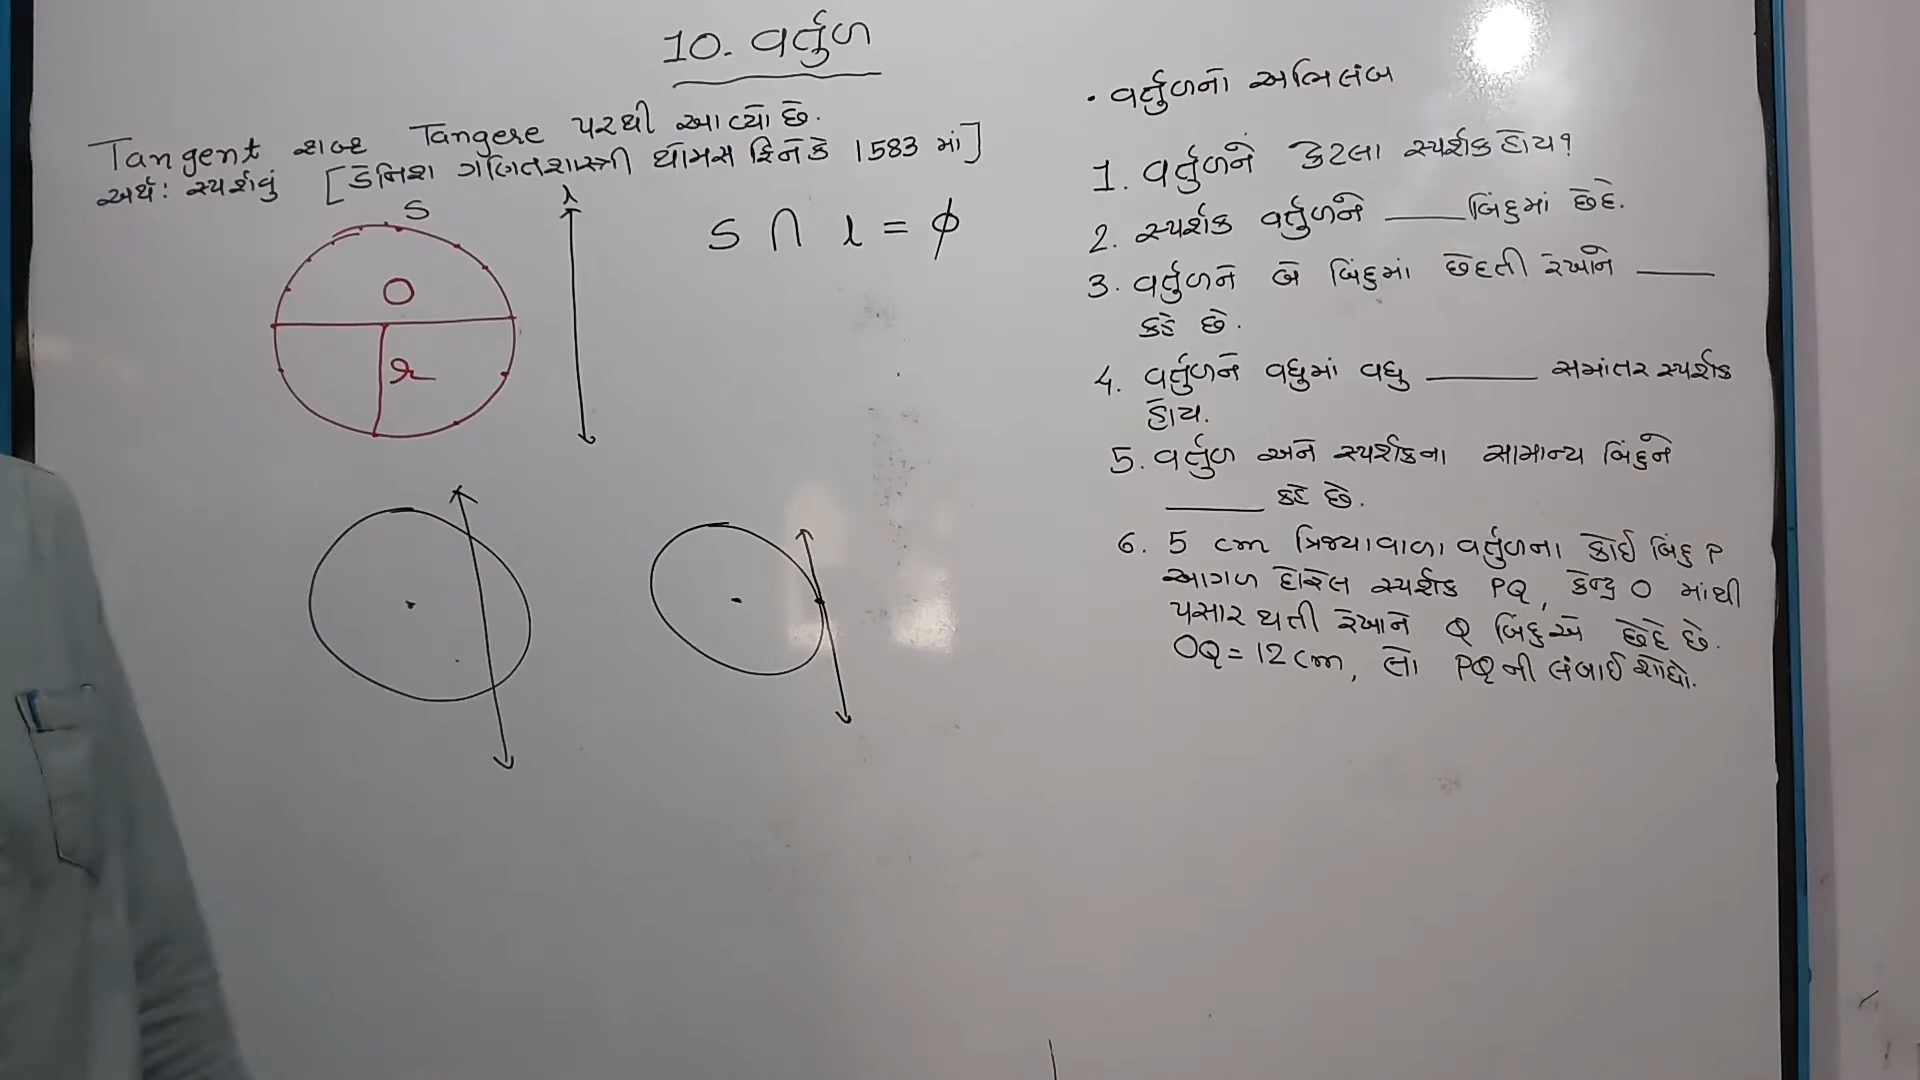 10. વર્તુળ
Tangent શબ્દ Tangere પરથી આવ્યો છે.
અર્થ: સ્પર્શવું [ડેનિશ ગણિતશાસ્ત્રી થોમસ ફિનકે 1583 માં]
S
l
S ∩ l = ϕ
O
r
• વર્તુળનો અભિલંબ
1. વર્તુળને કેટલા સ્પર્શક હોય?
2. સ્પર્શક વર્તુળને ____ બિંદુમાં છેદે.
3. વર્તુળને બે બિંદુમાં છેદતી રેખાને ____
કહે છે.
4. વર્તુળને વધુમાં વધુ ____ સમાંતર સ્પર્શક
હોય.
5. વર્તુળ અને સ્પર્શકના સામાન્ય બિંદુને
____ કહે છે.
6. 5 cm ત્રિજ્યાવાળા વર્તુળના કોઈ બિંદુ P
આગળ દોરેલ સ્પર્શક PQ, કેન્દ્ર O માંથી
પસાર થતી રેખાને Q બિંદુએ છેદે છે.
OQ = 12 cm, તો PQ ની લંબાઈ શોધો.